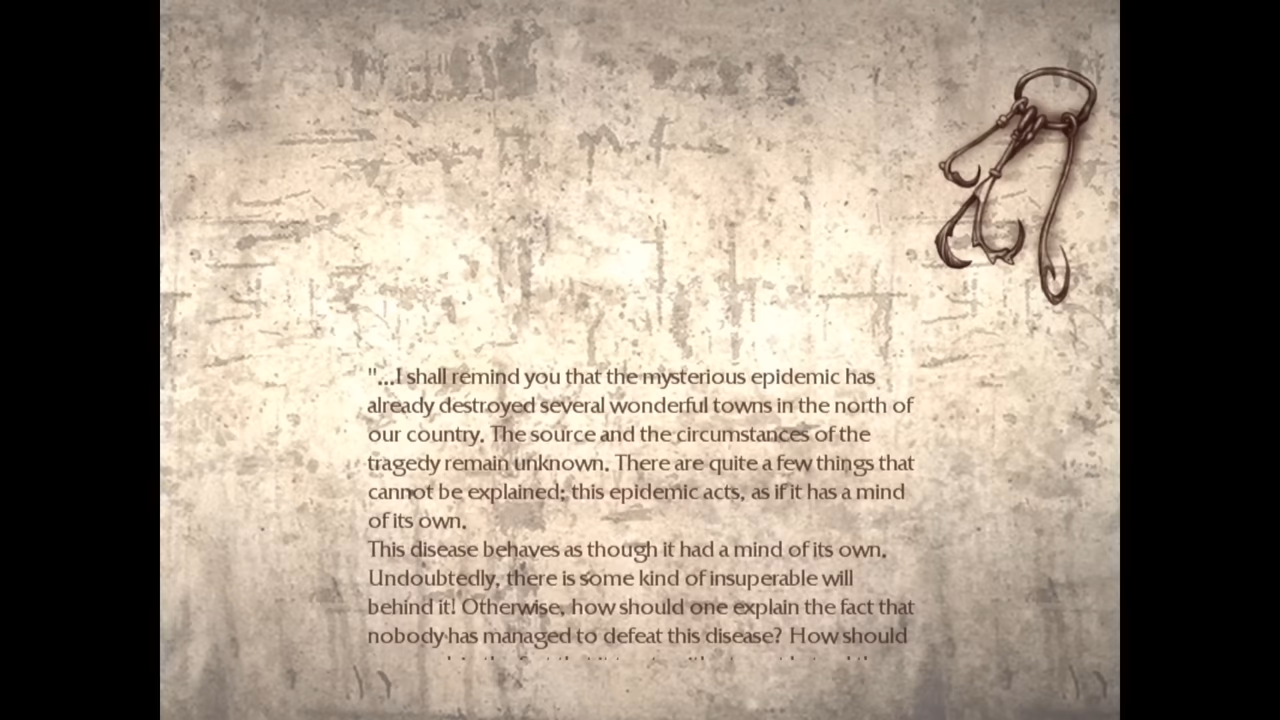 "...I shall remind you that the mysterious epidemic has
already destroyed several wonderful towns in the north of
our country. The source and the circumstances of the
tragedy remain unknown. There are quite a few things that
cannot be explained; this epidemic acts, as if it has a mind
of its own.
This disease behaves as though it had a mind of its own.
Undoubtedly, there is some kind of insuperable will
behind it! Otherwise, how should one explain the fact that
nobody has managed to defeat this disease? How should